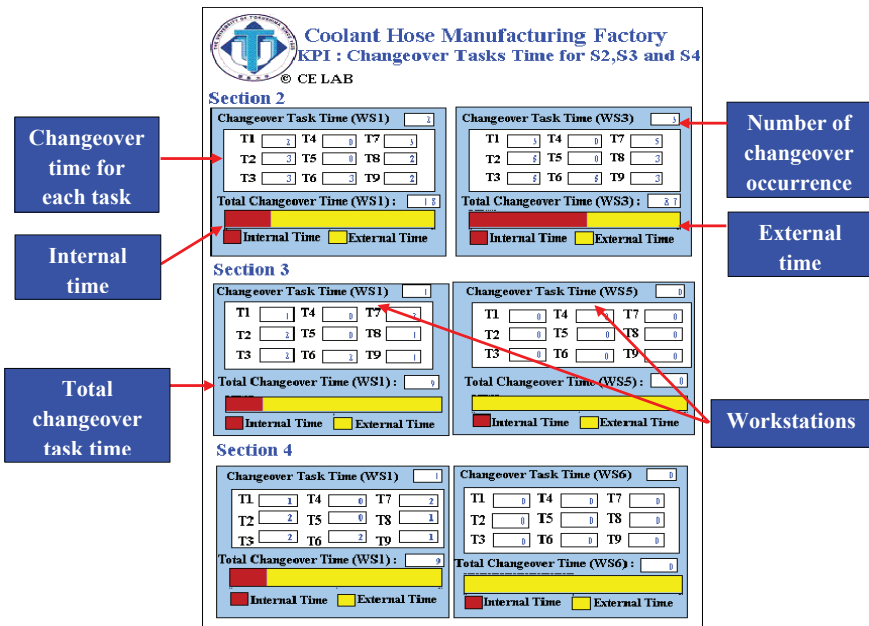 Coolant Hose Manufacturing Factory
KPI : Changeover Tasks Time for S2,S3 and S4
© CE LAB
Section 2
Changeover Task Time (WS1) 2
T1 2 T4 0 T7 3
T2 3 T5 0 T8 2
T3 3 T6 3 T9 2
Total Changeover Time (WS1) : 18
Internal Time External Time
Changeover Task Time (WS3) 3
T1 5 T4 0 T7 5
T2 5 T5 0 T8 3
T3 5 T6 5 T9 3
Total Changeover Time (WS3) :
Internal Time External Time
Section 3
Changeover Task Time (WS1) 1
T1 1 T4 0 T7 2
T2 2 T5 0 T8 1
T3 2 T6 2 T9 1
Total Changeover Time (WS1) : 9
Internal Time External Time
Changeover Task Time (WS5) 0
T1 0 T4 0 T7 0
T2 0 T5 0 T8 0
T3 0 T6 0 T9 0
Total Changeover Time (WS5) : 0
Internal Time External Time
Section 4
Changeover Task Time (WS1) 1
T1 1 T4 0 T7 2
T2 2 T5 0 T8 1
T3 2 T6 2 T9 1
Total Changeover Time (WS1) : 9
Internal Time External Time
Changeover Task Time (WS6) 0
T1 0 T4 0 T7 0
T2 0 T5 0 T8 0
T3 0 T6 0 T9 0
Total Changeover Time (WS6) : 0
Internal Time External Time
Changeover
time for
each task
Internal
time
Total
changeover
task time
Number of
changeover
occurrence
External
time
Workstations